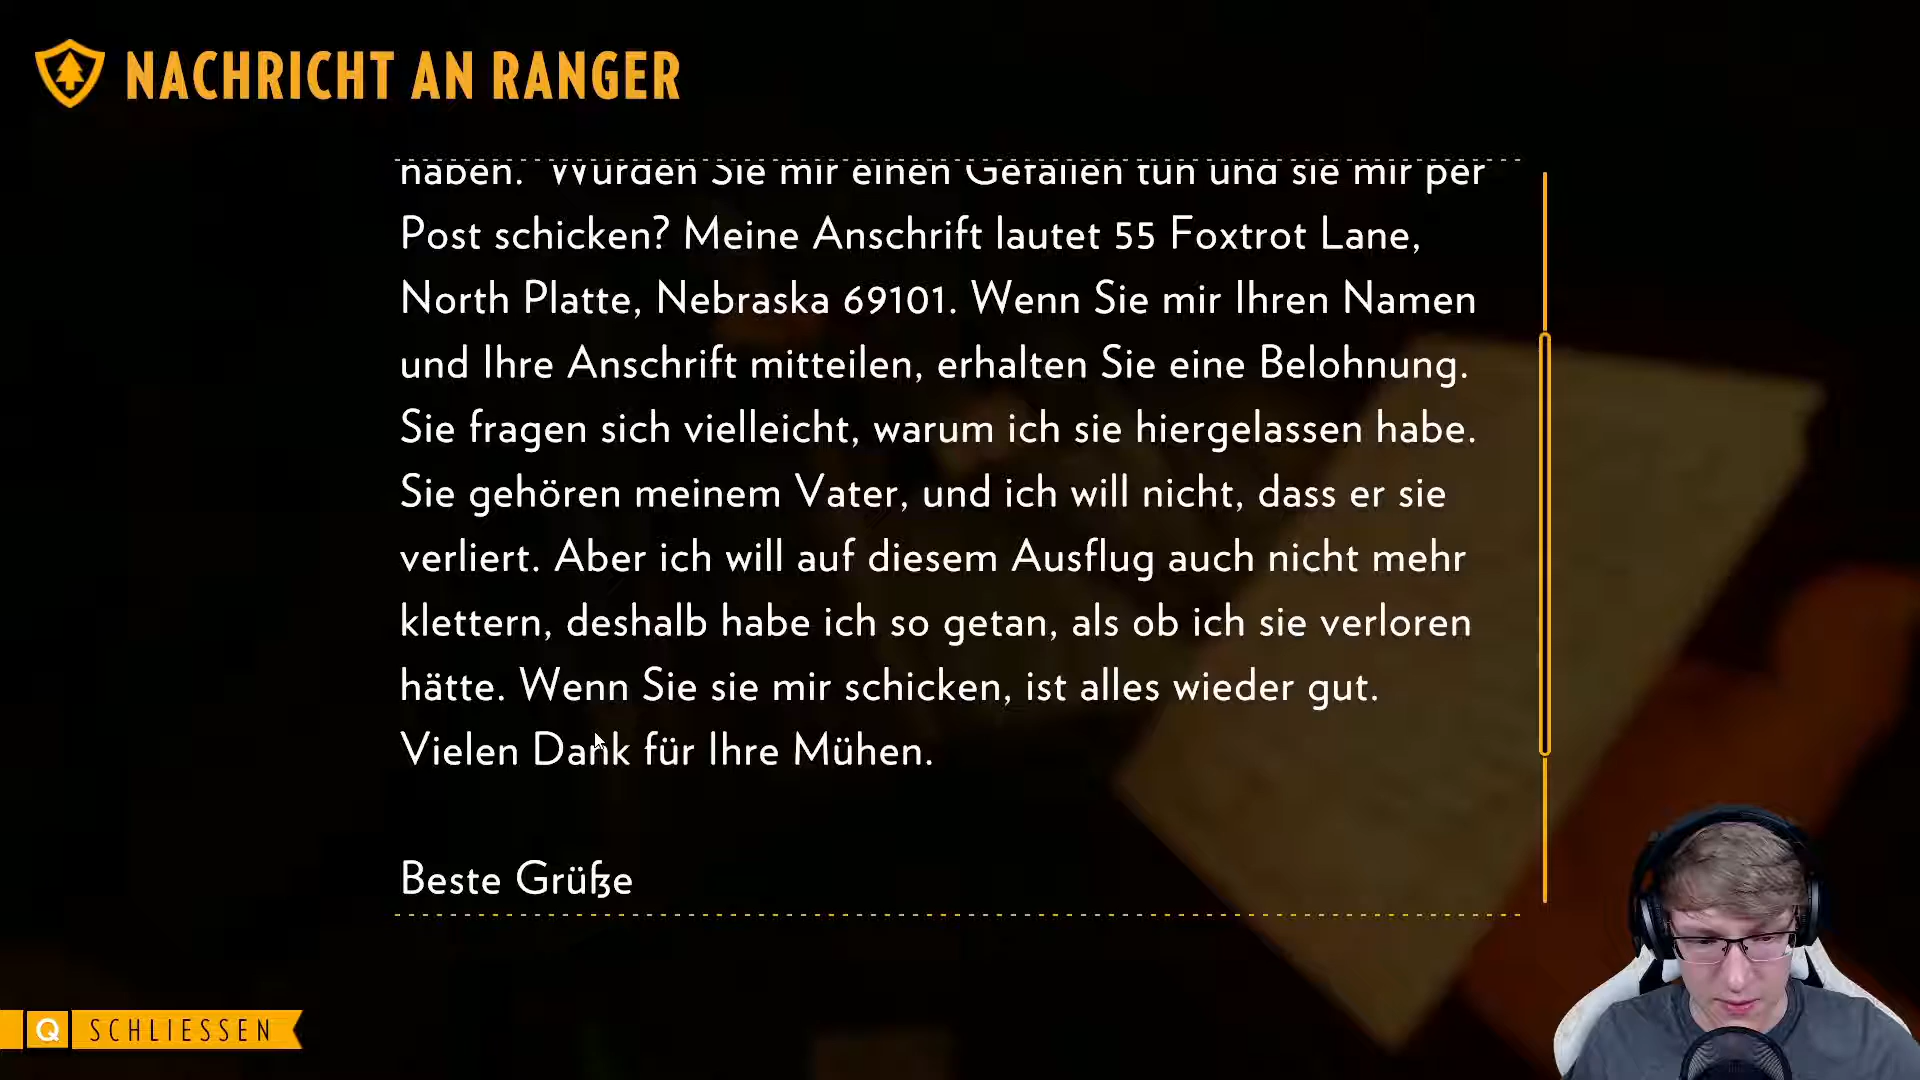 NACHRICHT AN RANGER
haben. Würden Sie mir einen Gefallen tun und sie mir per
Post schicken? Meine Anschrift lautet 55 Foxtrot Lane,
North Platte, Nebraska 69101. Wenn Sie mir Ihren Namen
und Ihre Anschrift mitteilen, erhalten Sie eine Belohnung.
Sie fragen sich vielleicht, warum ich sie hiergelassen habe.
Sie gehören meinem Vater, und ich will nicht, dass er sie
verliert. Aber ich will auf diesem Ausflug auch nicht mehr
klettern, deshalb habe ich so getan, als ob ich sie verloren
hätte. Wenn Sie sie mir schicken, ist alles wieder gut.
Vielen Dank für Ihre Mühen.
Beste Grüße
Q SCHLIESSEN